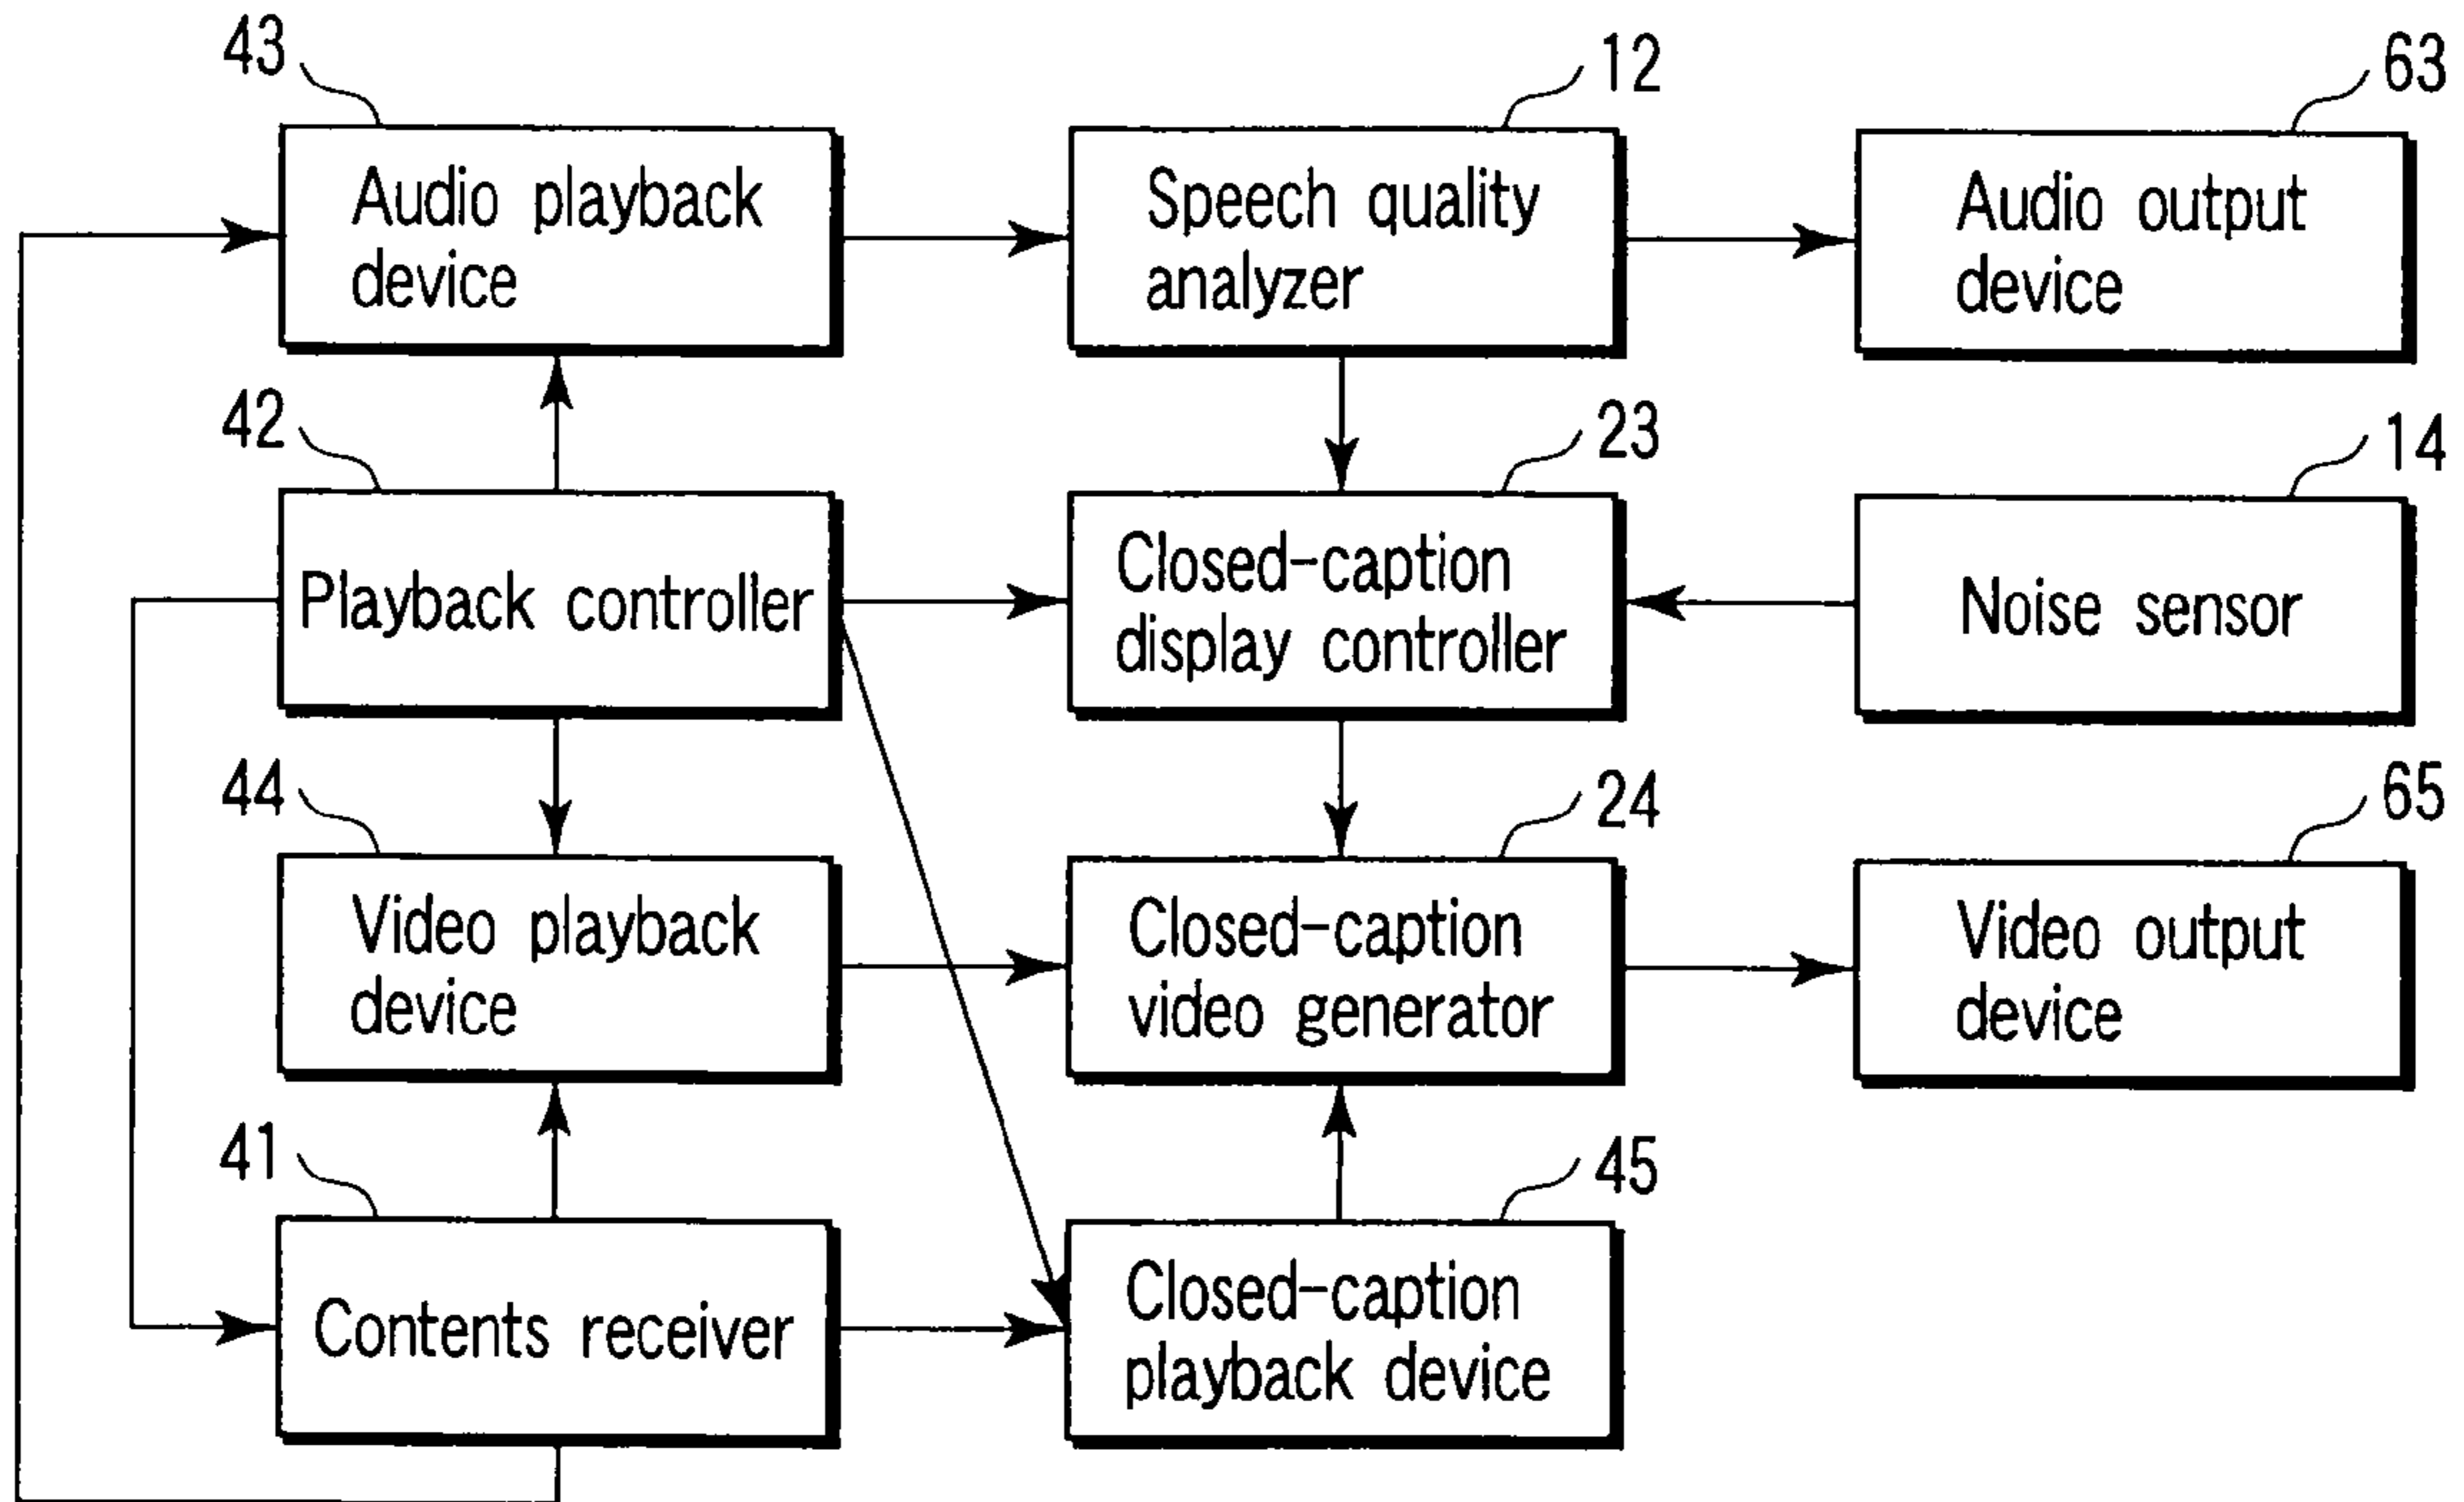 43
12
63
Audio playback
device
Speech quality
analyzer
Audio output
device
42
23
14
Playback controller
Closed-caption
display controller
Noise sensor
44
24
65
Video playback
device
Closed-caption
video generator
Video output
device
41
45
Contents receiver
Closed-caption
playback device